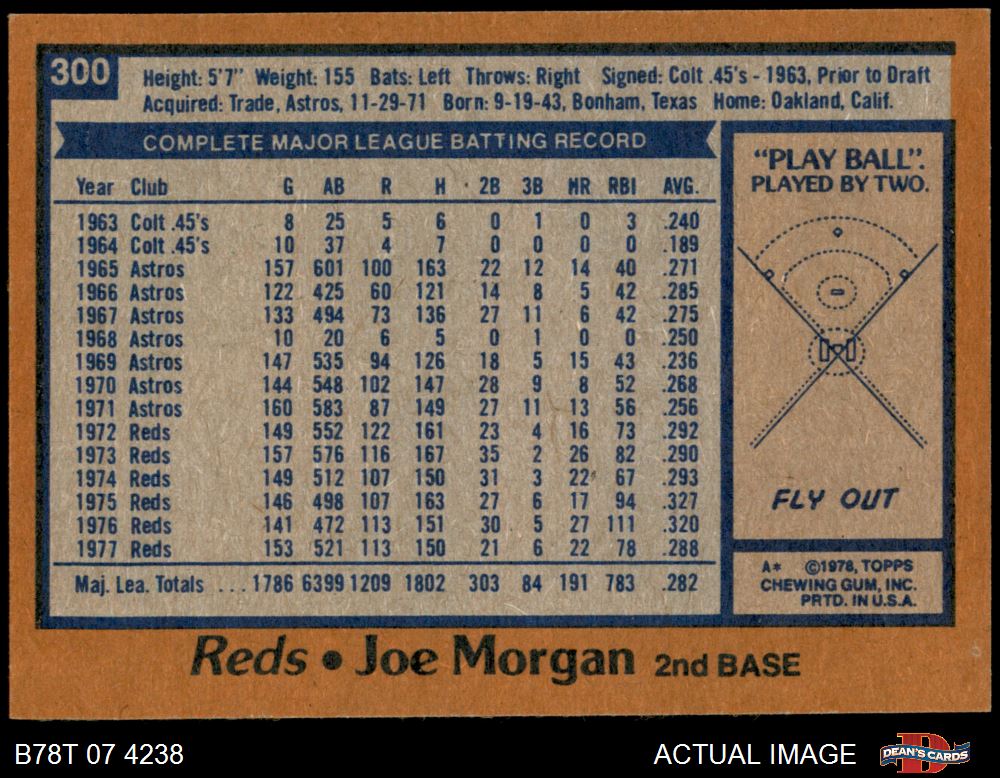 300
Height: 5'7" Weight: 155 Bats: Left Throws: Right Signed: Colt .45's - 1963, Prior to Draft
Acquired: Trade, Astros, 11-29-71 Born: 9-19-43, Bonham, Texas Home: Oakland, Calif.
COMPLETE MAJOR LEAGUE BATTING RECORD
Year Club G AB R H 2B 3B HR RBI AVG.
1963 Colt .45's 8 25 5 6 0 1 0 3 .240
1964 Colt .45's 10 37 4 7 0 0 0 0 .189
1965 Astros 157 601 100 163 22 12 14 40 .271
1966 Astros 122 425 60 121 14 8 5 42 .285
1967 Astros 133 494 73 136 27 11 6 42 .275
1968 Astros 10 20 6 5 0 1 0 0 .250
1969 Astros 147 535 94 126 18 5 15 43 .236
1970 Astros 144 548 102 147 28 9 8 52 .268
1971 Astros 160 583 87 149 27 11 13 56 .256
1972 Reds 149 552 122 161 23 4 16 73 .292
1973 Reds 157 576 116 167 35 2 26 82 .290
1974 Reds 149 512 107 150 31 3 22 67 .293
1975 Reds 146 498 107 163 27 6 17 94 .327
1976 Reds 141 472 113 151 30 5 27 111 .320
1977 Reds 153 521 113 150 21 6 22 78 .288
Maj. Lea. Totals ... 1786 6399 1209 1802 303 84 191 783 .282
"PLAY BALL".
PLAYED BY TWO.
FLY OUT
A* ©1978, TOPPS
CHEWING GUM, INC.
PRTD. IN U.S.A.
Reds • Joe Morgan 2nd BASE
B78T 07 4238 ACTUAL IMAGE
D
DEAN'S CARDS